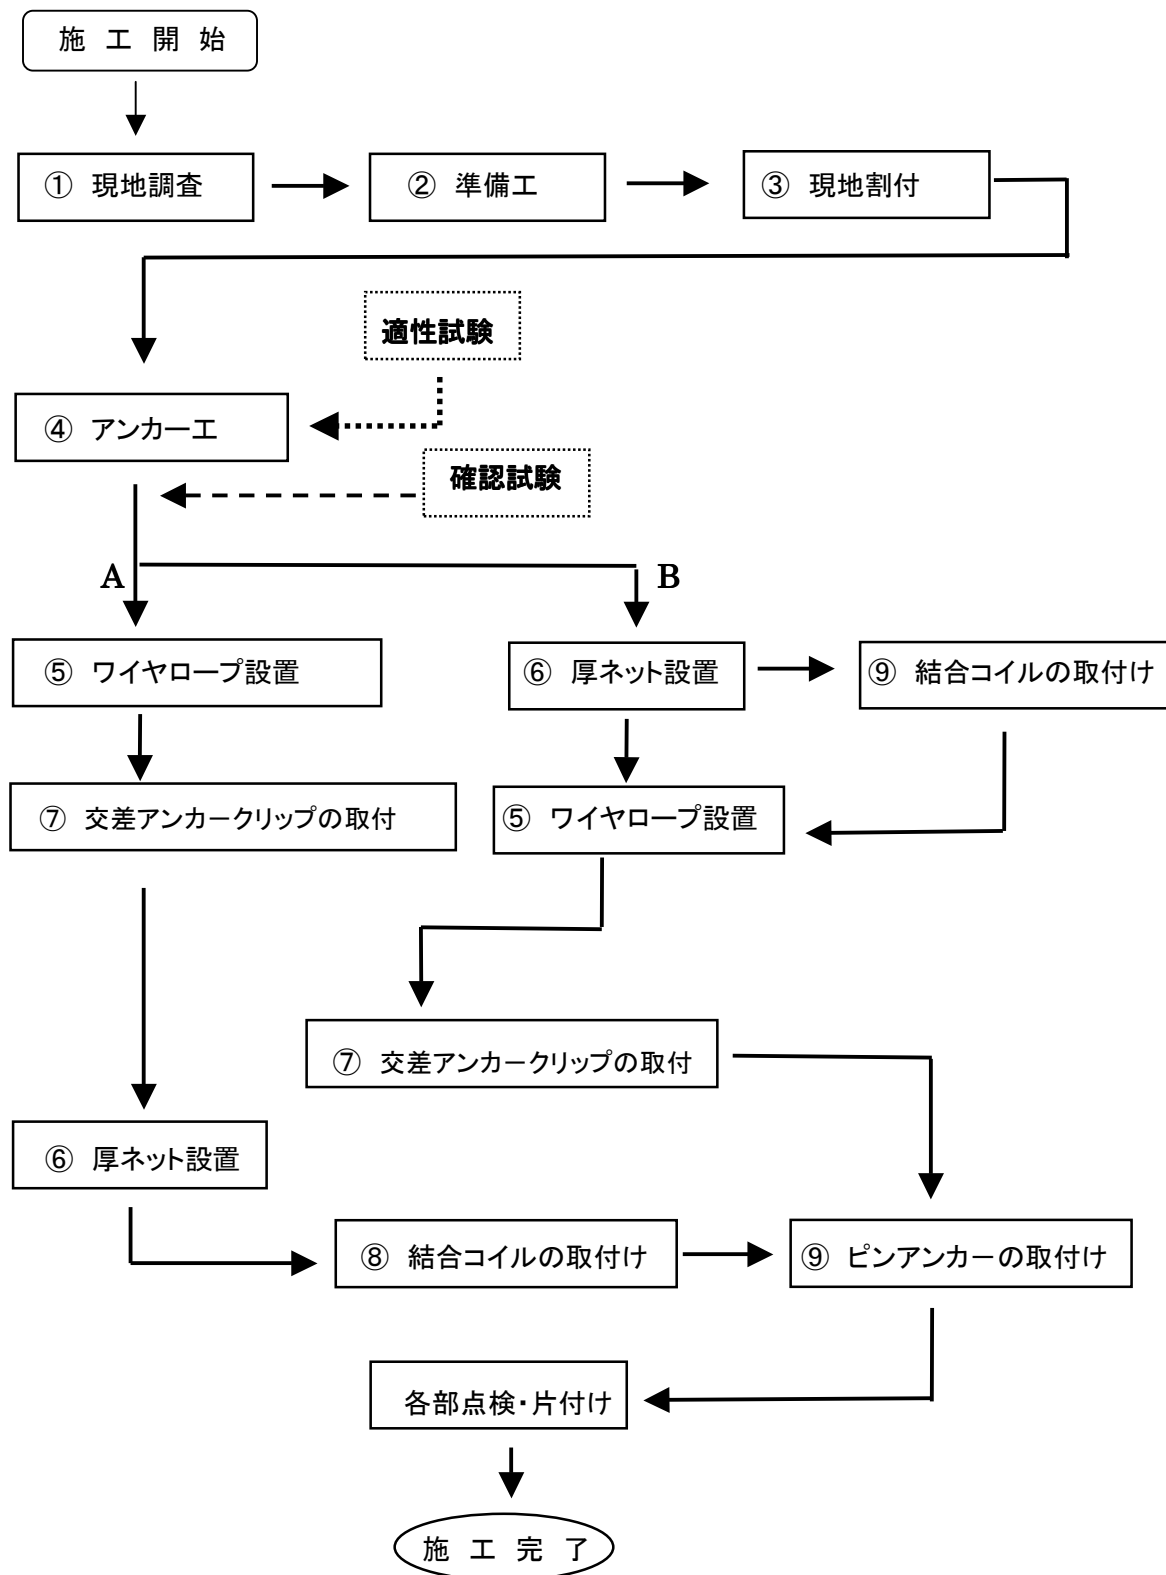 施 工 開 始
① 現地調査
② 準備工
③ 現地割付
適性試験
④ アンカー工
確認試験
A
B
⑤ ワイヤロープ設置
⑥ 厚ネット設置
⑨ 結合コイルの取付け
⑦ 交差アンカークリップの取付
⑤ ワイヤロープ設置
⑦ 交差アンカークリップの取付
⑥ 厚ネット設置
⑧ 結合コイルの取付け
⑨ ピンアンカーの取付け
各部点検・片付け
施 工 完 了